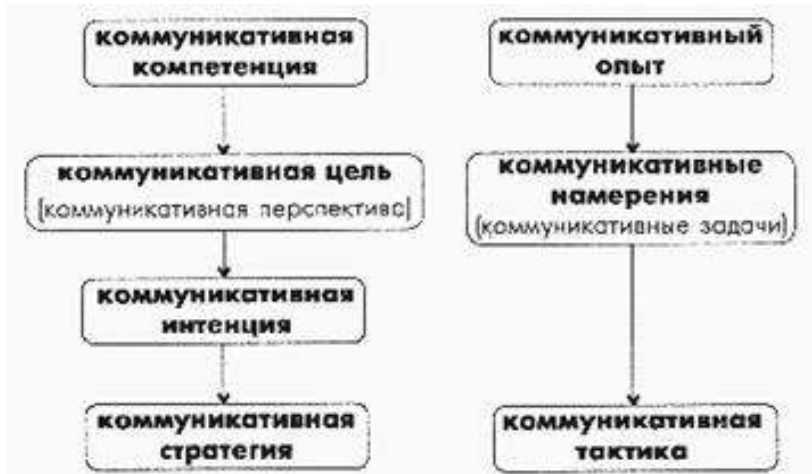 коммуникативная
компетенция
коммуникативная цель
(коммуникативная перспектива)
коммуникативная
интенция
коммуникативная
стратегия
коммуникативный
опыт
коммуникативные
намерения
(коммуникативные задачи)
коммуникативная
тактика